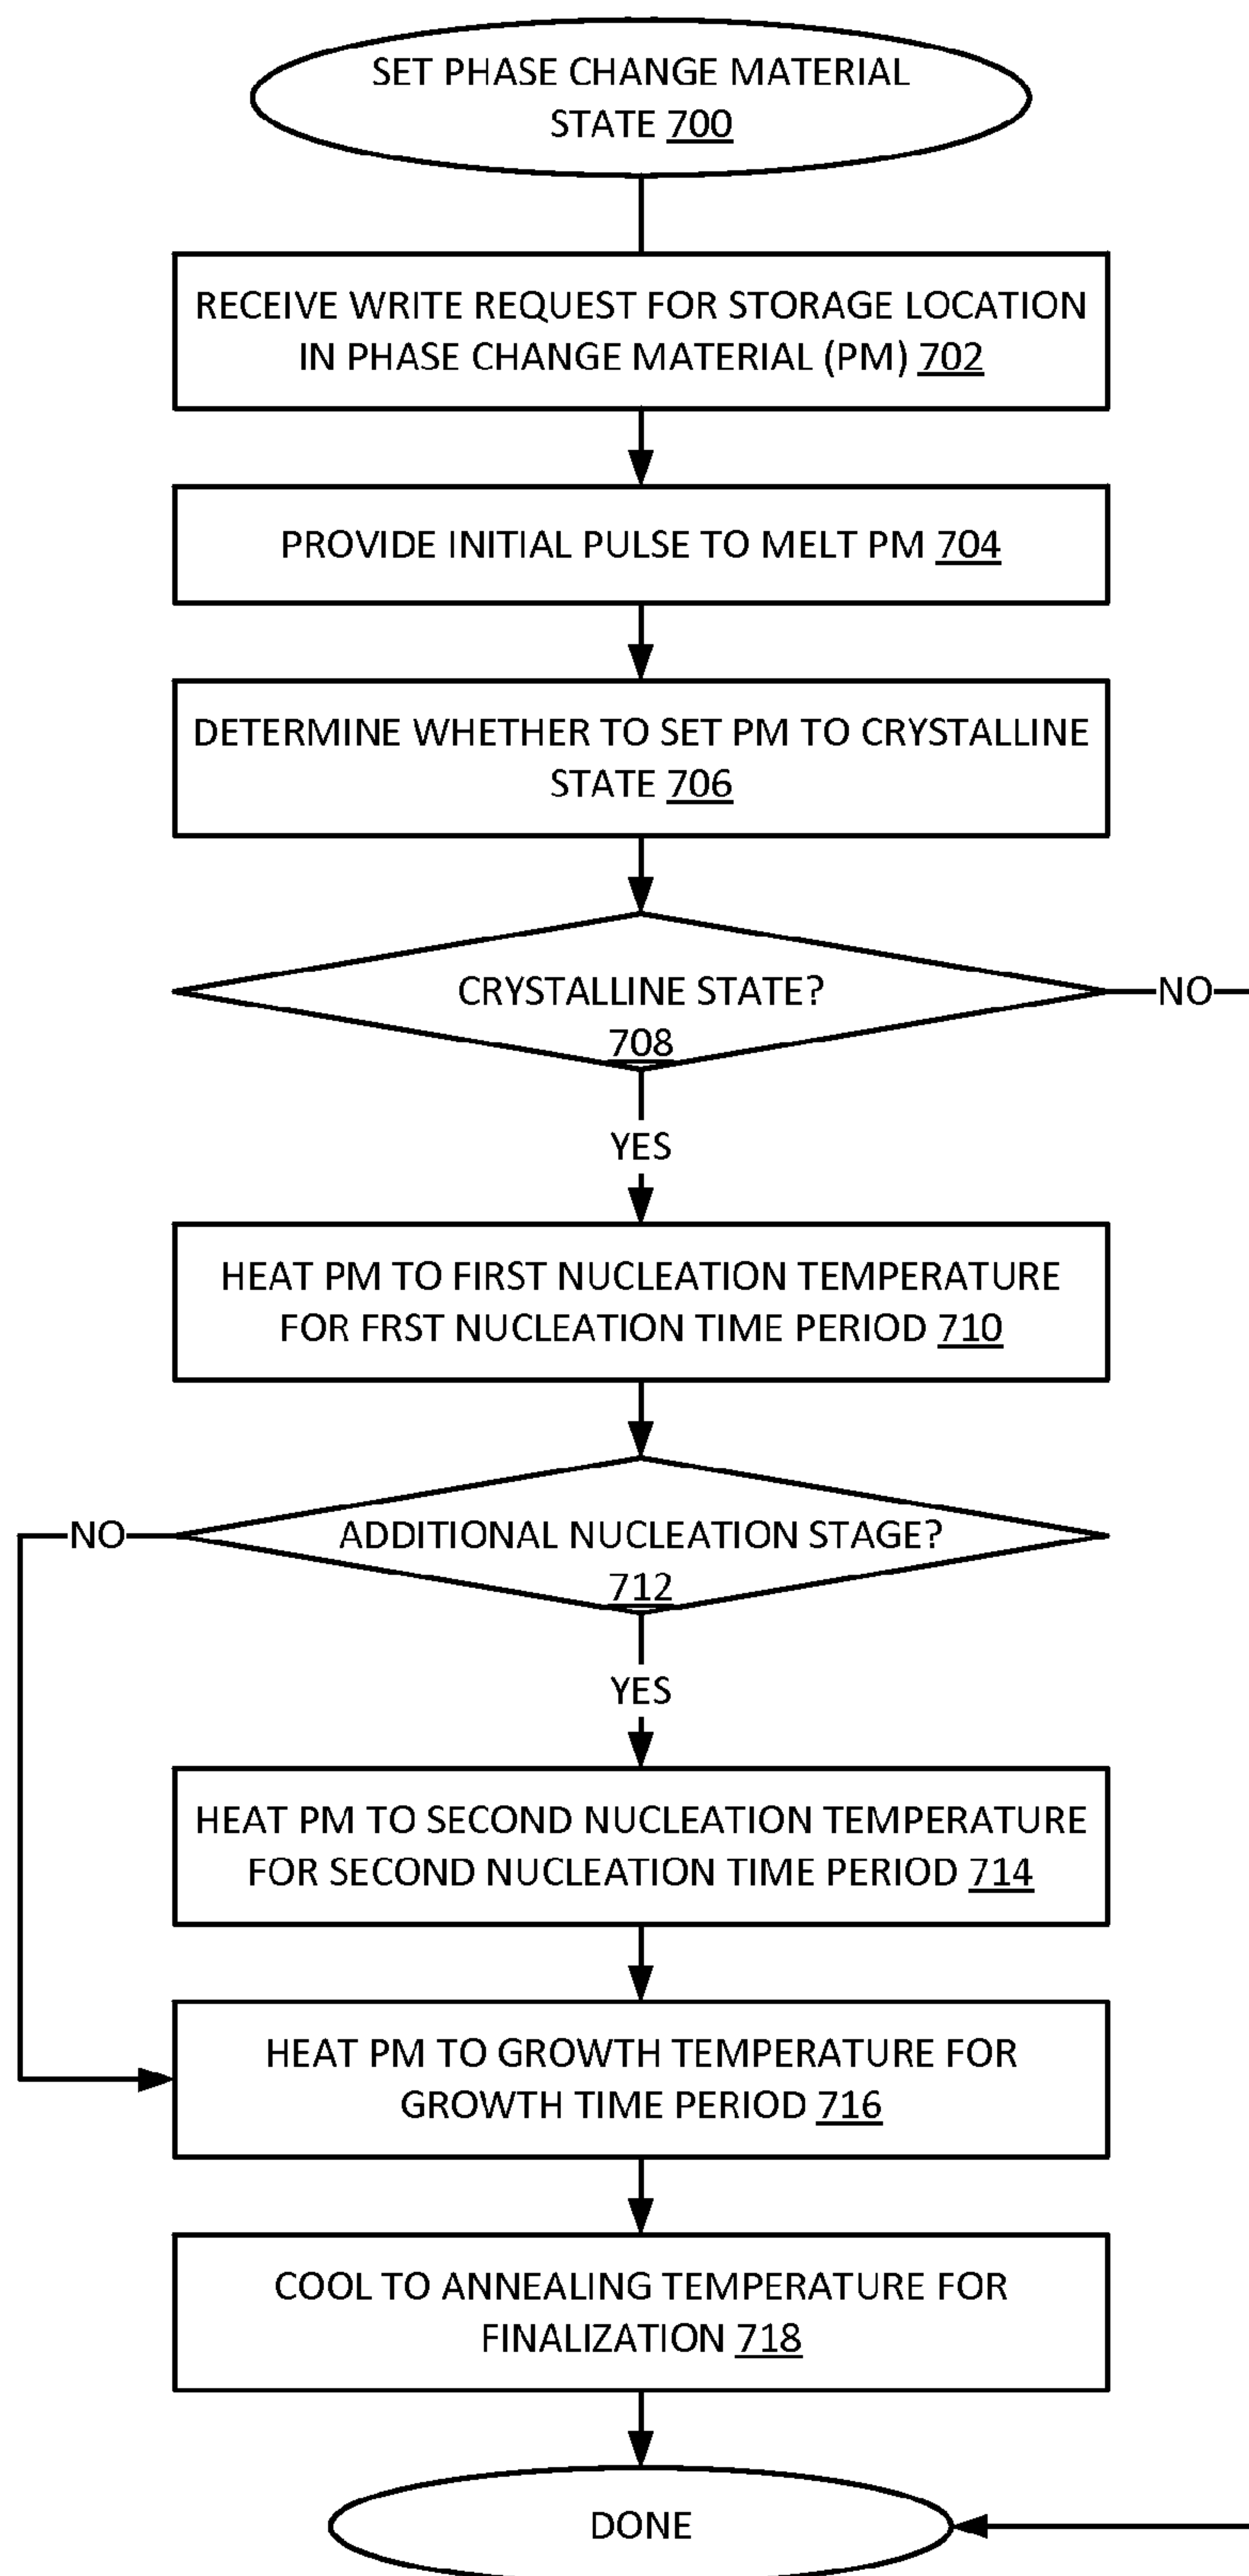 SET PHASE CHANGE MATERIAL
STATE 700
RECEIVE WRITE REQUEST FOR STORAGE LOCATION
IN PHASE CHANGE MATERIAL (PM) 702
PROVIDE INITIAL PULSE TO MELT PM 704
DETERMINE WHETHER TO SET PM TO CRYSTALLINE
STATE 706
CRYSTALLINE STATE?
708
NO
YES
HEAT PM TO FIRST NUCLEATION TEMPERATURE
FOR FRST NUCLEATION TIME PERIOD 710
NO
ADDITIONAL NUCLEATION STAGE?
712
YES
HEAT PM TO SECOND NUCLEATION TEMPERATURE
FOR SECOND NUCLEATION TIME PERIOD 714
HEAT PM TO GROWTH TEMPERATURE FOR
GROWTH TIME PERIOD 716
COOL TO ANNEALING TEMPERATURE FOR
FINALIZATION 718
DONE